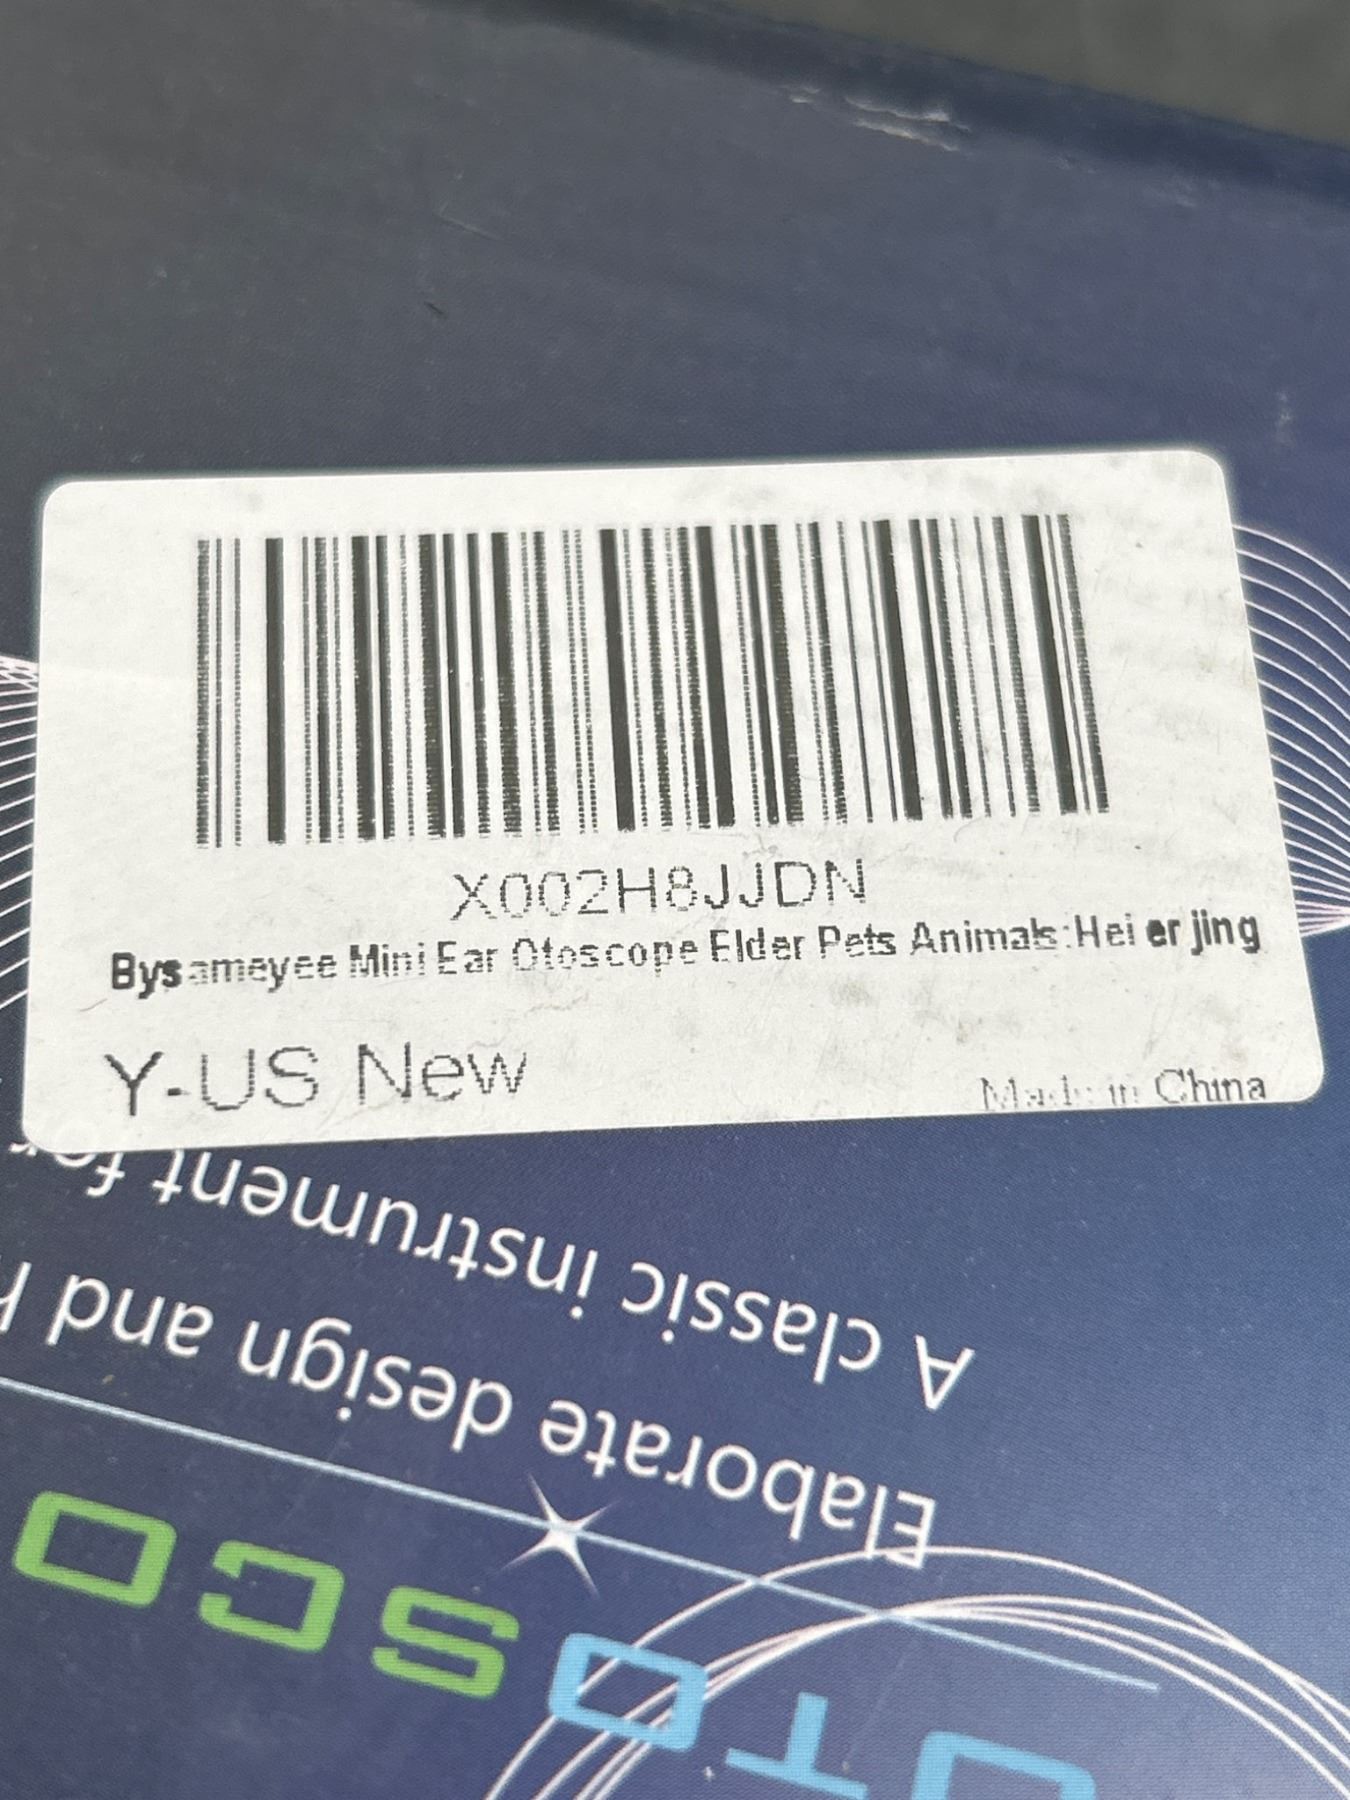 X002H8JJDN
Bysameyee Mini Ear Otoscope Elder Pets Animals:Hei er jing
Y-US New
Made in China
A classic instrument for
Elaborate design and
OTOSCO